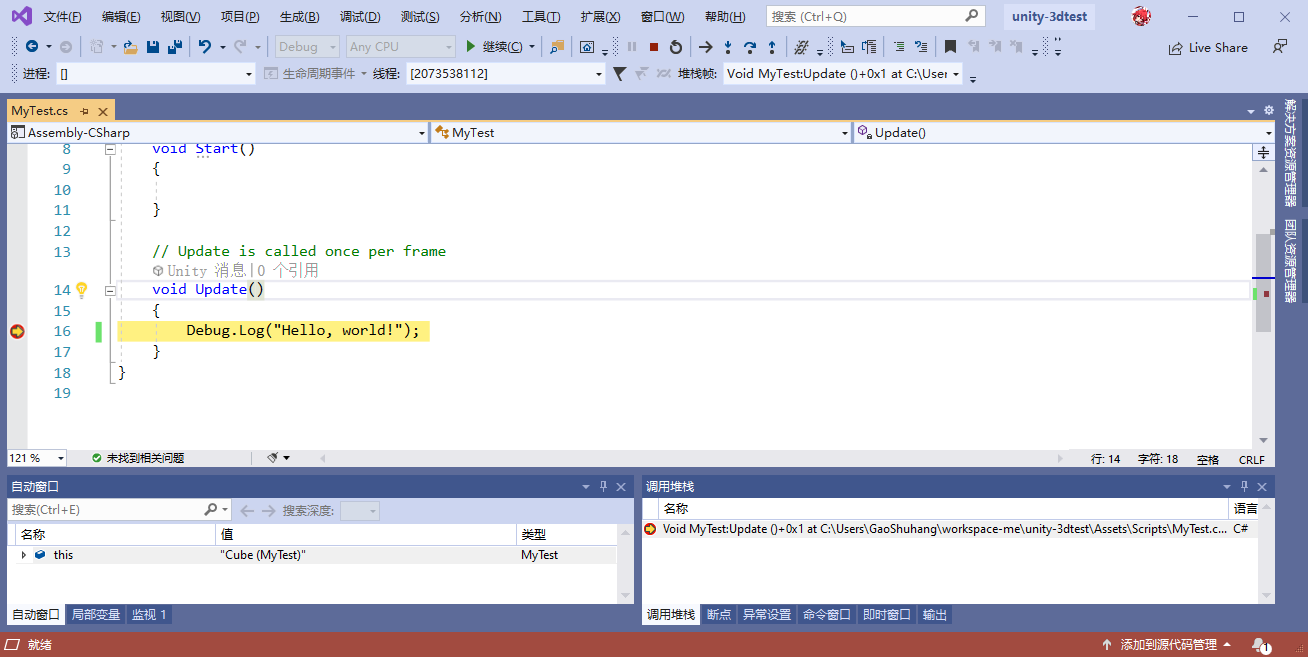 文件(F) 编辑(E) 视图(V) 项目(P) 生成(B) 调试(D) 测试(S) 分析(N) 工具(T) 扩展(X) 窗口(W) 帮助(H) 搜索 (Ctrl+Q) unity-3dtest
Debug Any CPU 继续(C) Live Share
进程: [] 生命周期事件 线程: [2073538112] 堆栈帧: Void MyTest:Update ()+0x1 at C:\User
MyTest.cs
Assembly-CSharp MyTest Update()
8 void Start()
9 {
10
11 }
12
13 // Update is called once per frame
Unity 消息|0 个引用
14 void Update()
15 {
16 Debug.Log("Hello, world!");
17 }
18 }
19
解决方案资源管理器
团队资源管理器
121 % 未找到相关问题 行: 14 字符: 18 空格 CRLF
自动窗口
搜索(Ctrl+E) 搜索深度:
名称 值 类型
this "Cube (MyTest)" MyTest
自动窗口 局部变量 监视 1
调用堆栈
名称 语言
Void MyTest:Update ()+0x1 at C:\Users\GaoShuhang\workspace-me\unity-3dtest\Assets\Scripts\MyTest.c... C#
调用堆栈 断点 异常设置 命令窗口 即时窗口 输出
就绪 添加到源代码管理 1